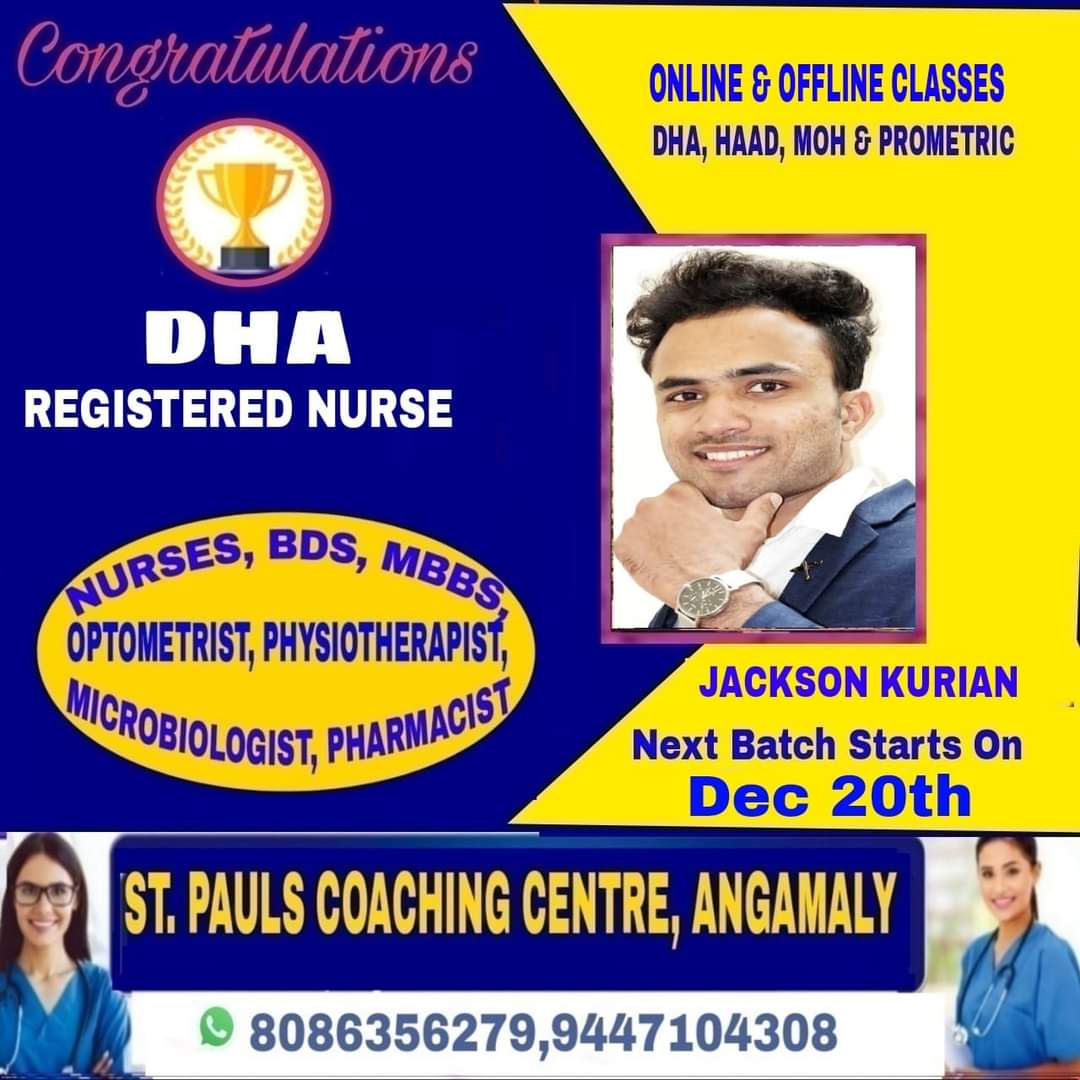 Congratulations
DHA
REGISTERED NURSE
NURSES, BDS, MBBS,
OPTOMETRIST, PHYSIOTHERAPIST,
MICROBIOLOGIST, PHARMACIST
ONLINE & OFFLINE CLASSES
DHA, HAAD, MOH & PROMETRIC
JACKSON KURIAN
Next Batch Starts On
Dec 20th
ST. PAULS COACHING CENTRE, ANGAMALY
8086356279,9447104308